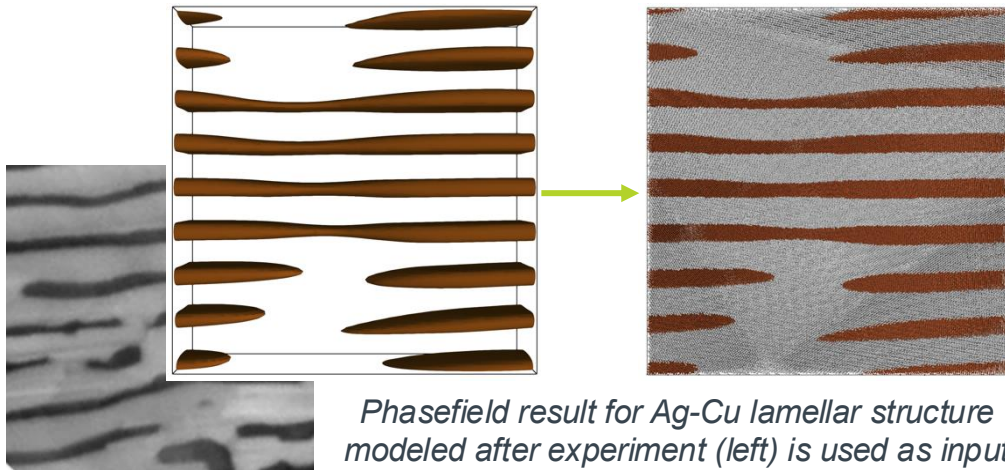 Phasefield result for Ag-Cu lamellar structure
modeled after experiment (left) is used as input